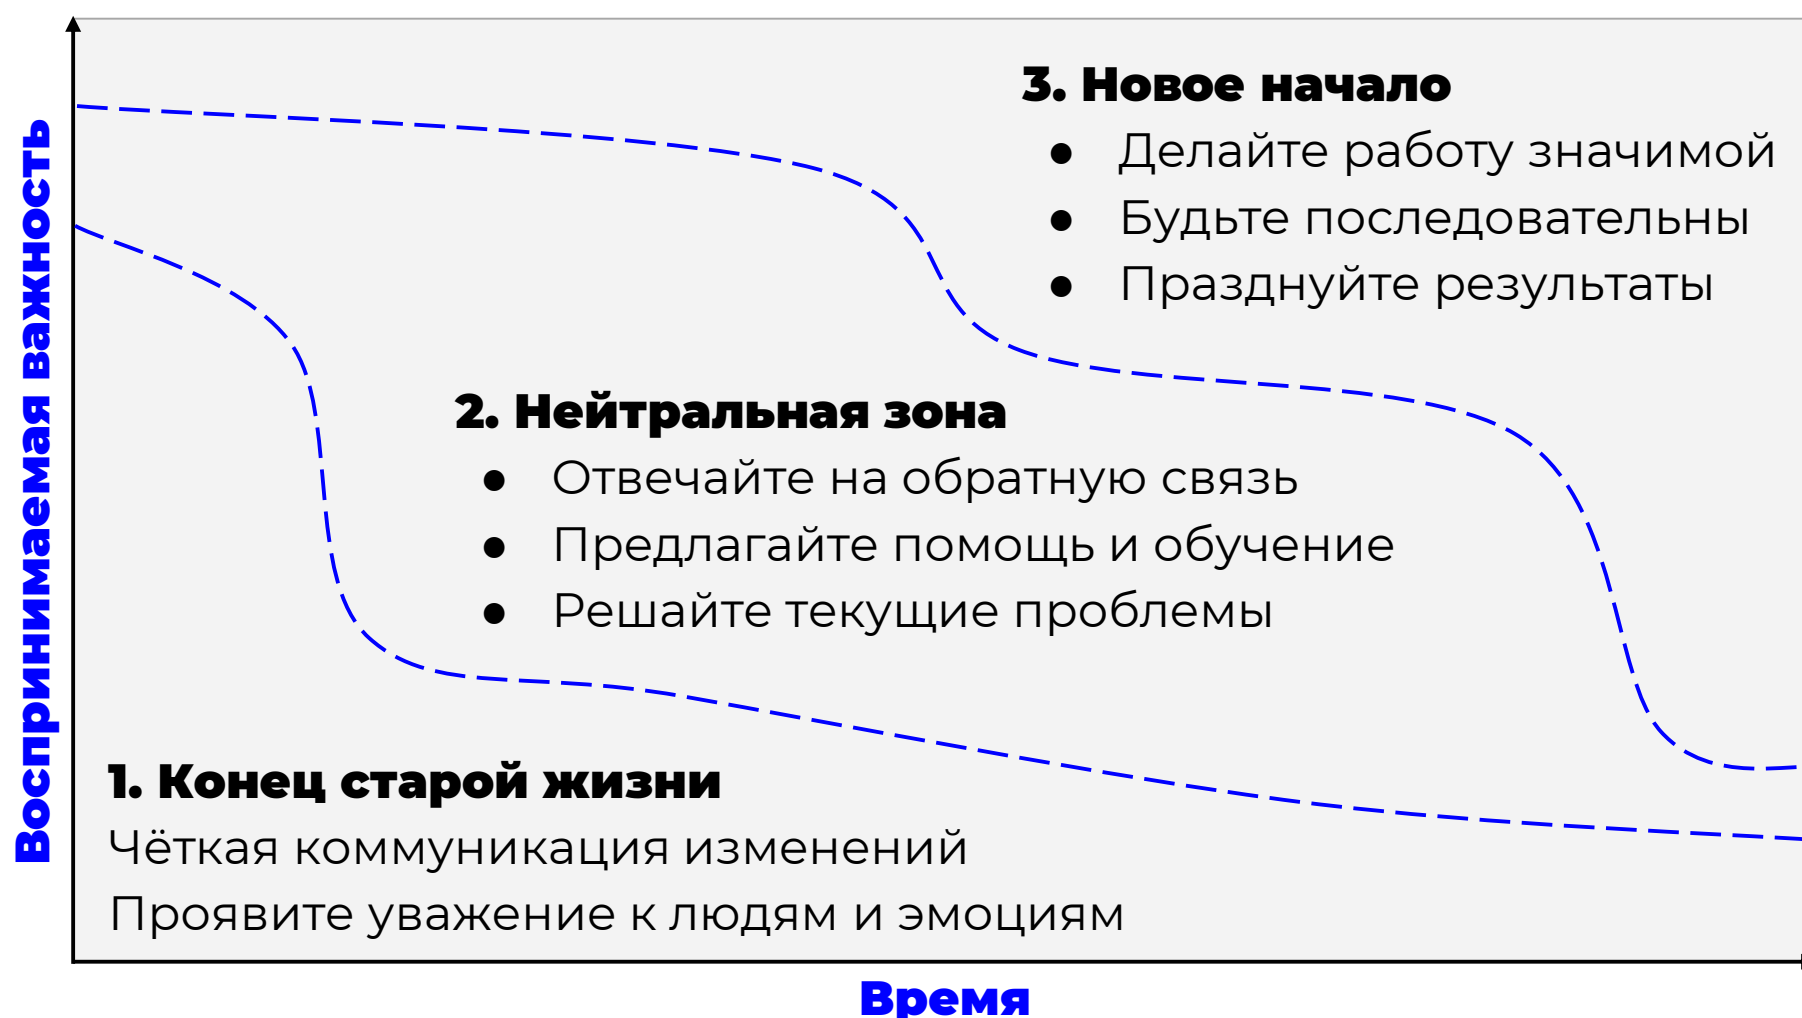 Воспринимаемая важность
3. Новое начало
● Делайте работу значимой
● Будьте последовательны
● Празднуйте результаты
2. Нейтральная зона
● Отвечайте на обратную связь
● Предлагайте помощь и обучение
● Решайте текущие проблемы
1. Конец старой жизни
Чёткая коммуникация изменений
Проявите уважение к людям и эмоциям
Время